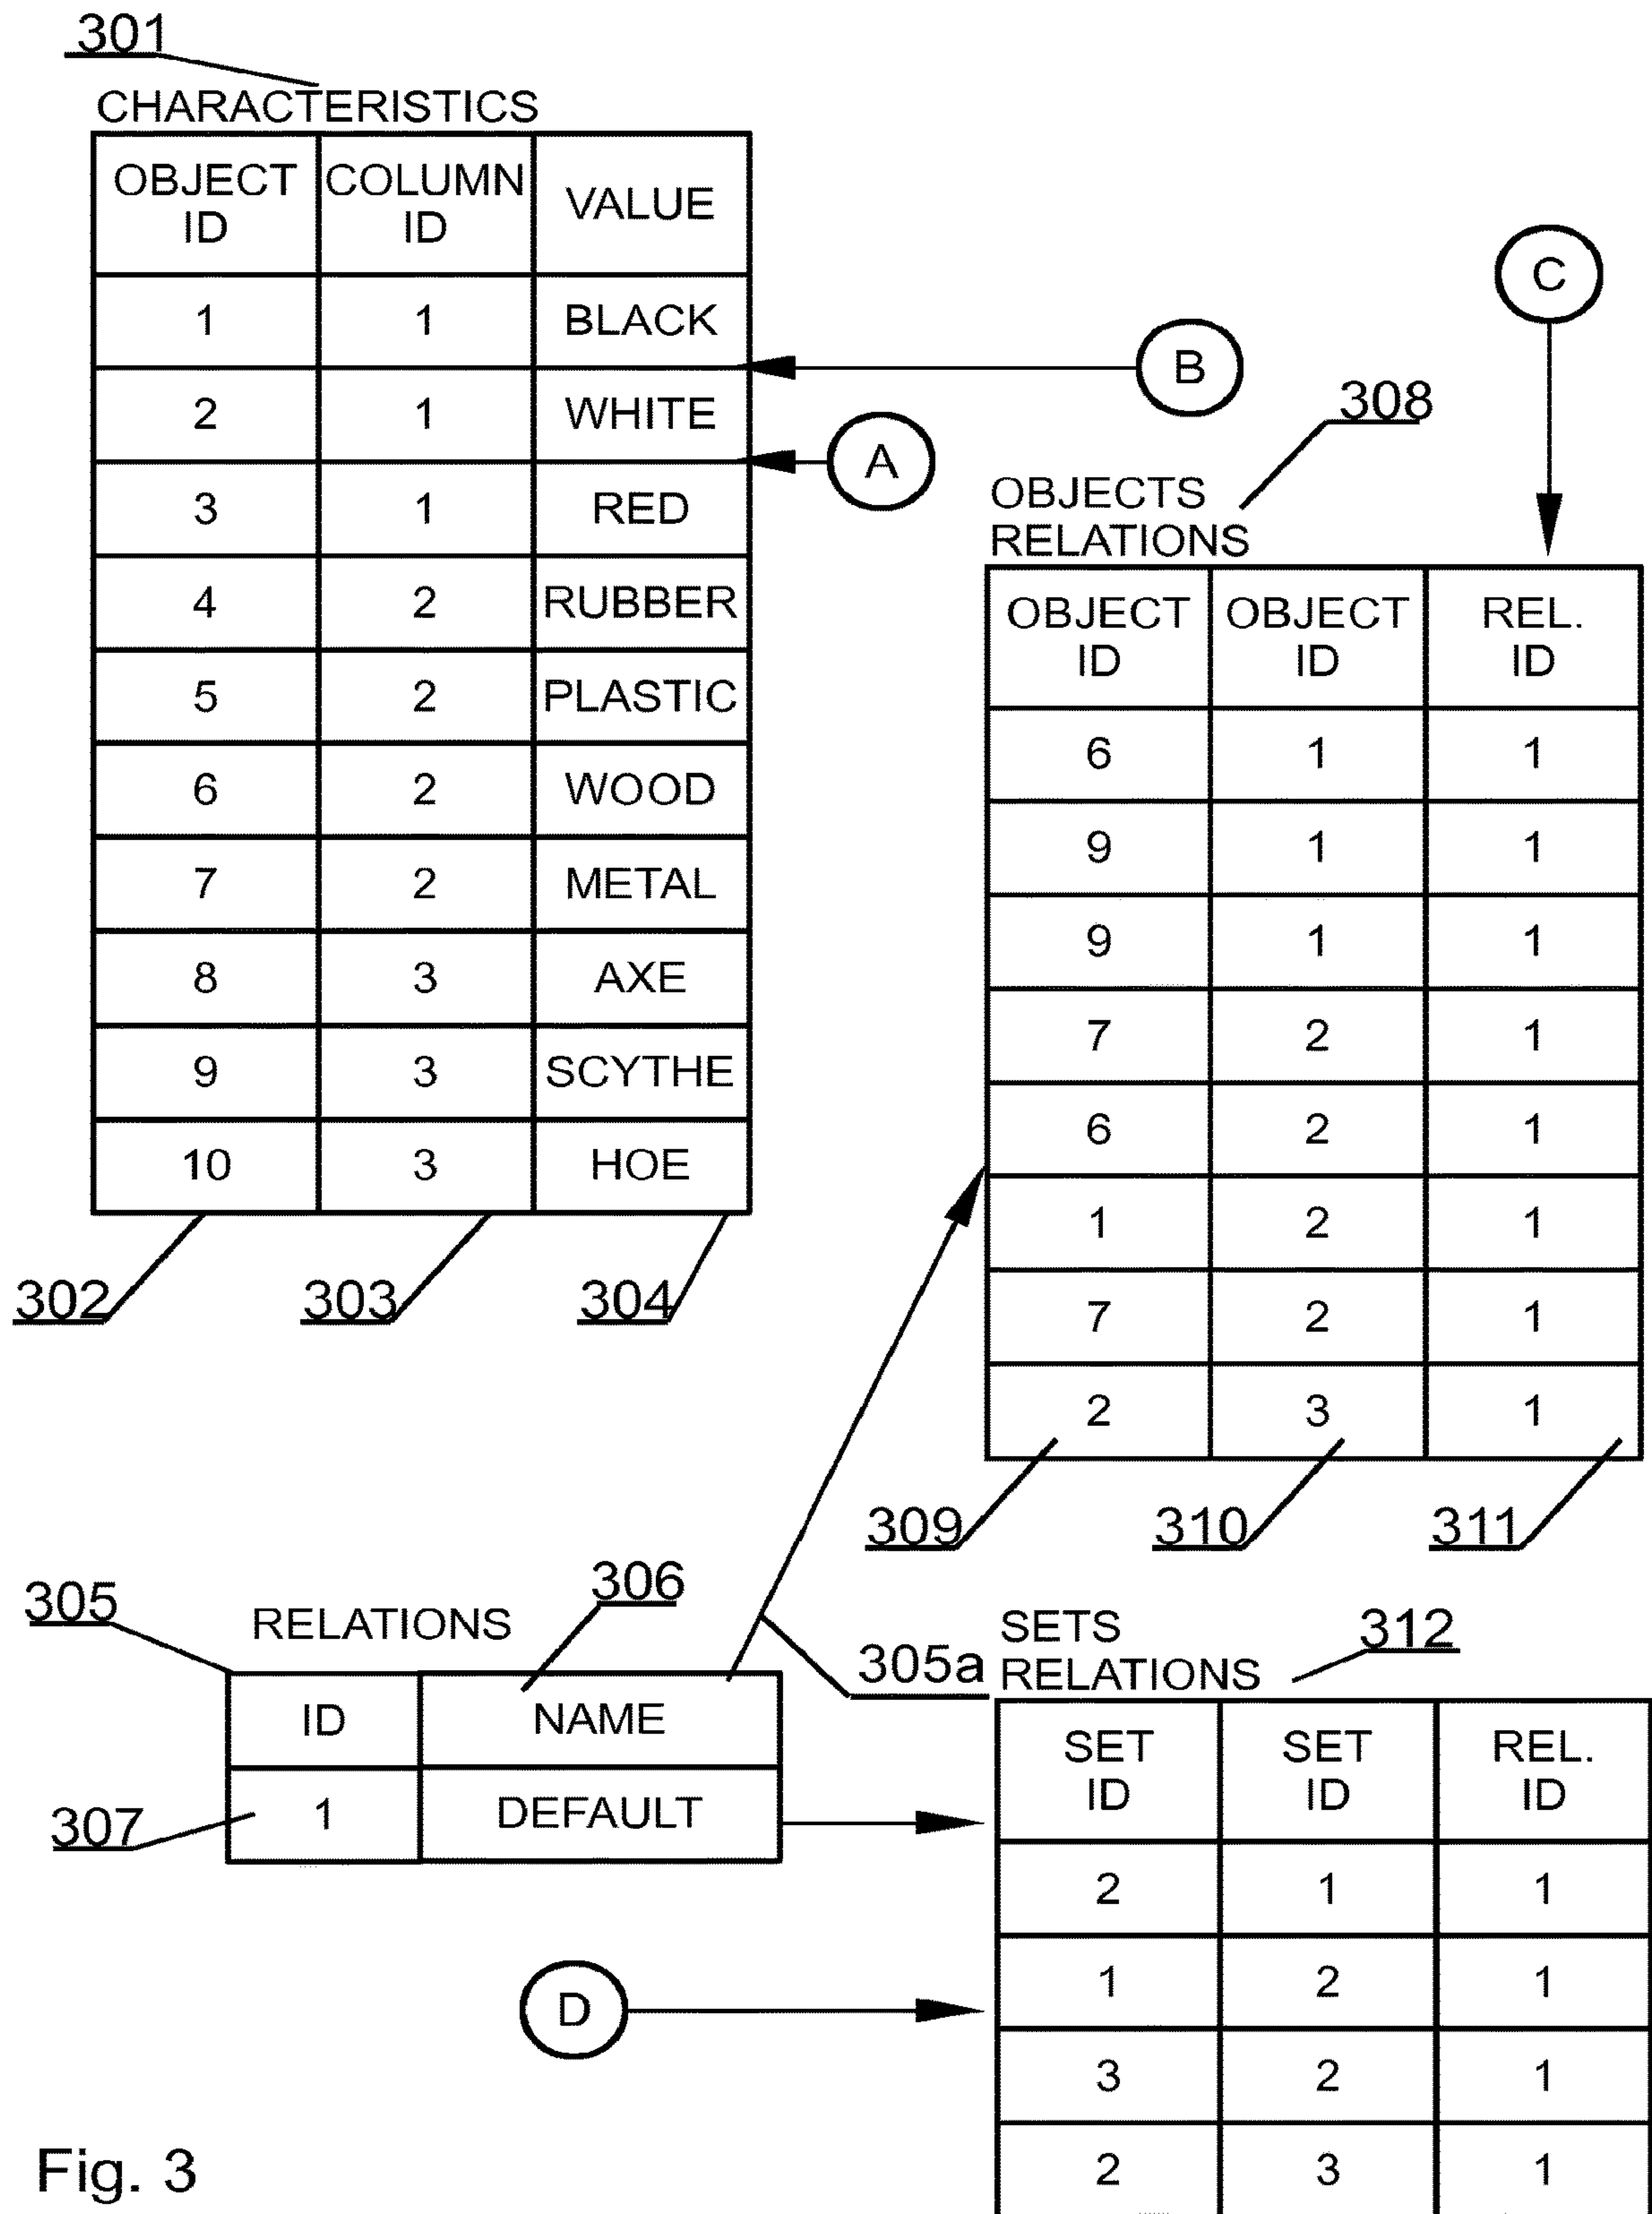 301
CHARACTERISTICS
OBJECT ID COLUMN ID VALUE
1 1 BLACK
2 1 WHITE
3 1 RED
4 2 RUBBER
5 2 PLASTIC
6 2 WOOD
7 2 METAL
8 3 AXE
9 3 SCYTHE
10 3 HOE
302 303 304
B
A
C
308
OBJECTS
RELATIONS
OBJECT ID OBJECT ID REL. ID
6 1 1
9 1 1
9 1 1
7 2 1
6 2 1
1 2 1
7 2 1
2 3 1
309 310 311
305
RELATIONS
306
ID NAME
1 DEFAULT
307
305a
SETS
RELATIONS
312
SET ID SET ID REL. ID
2 1 1
1 2 1
3 2 1
2 3 1
D
Fig. 3